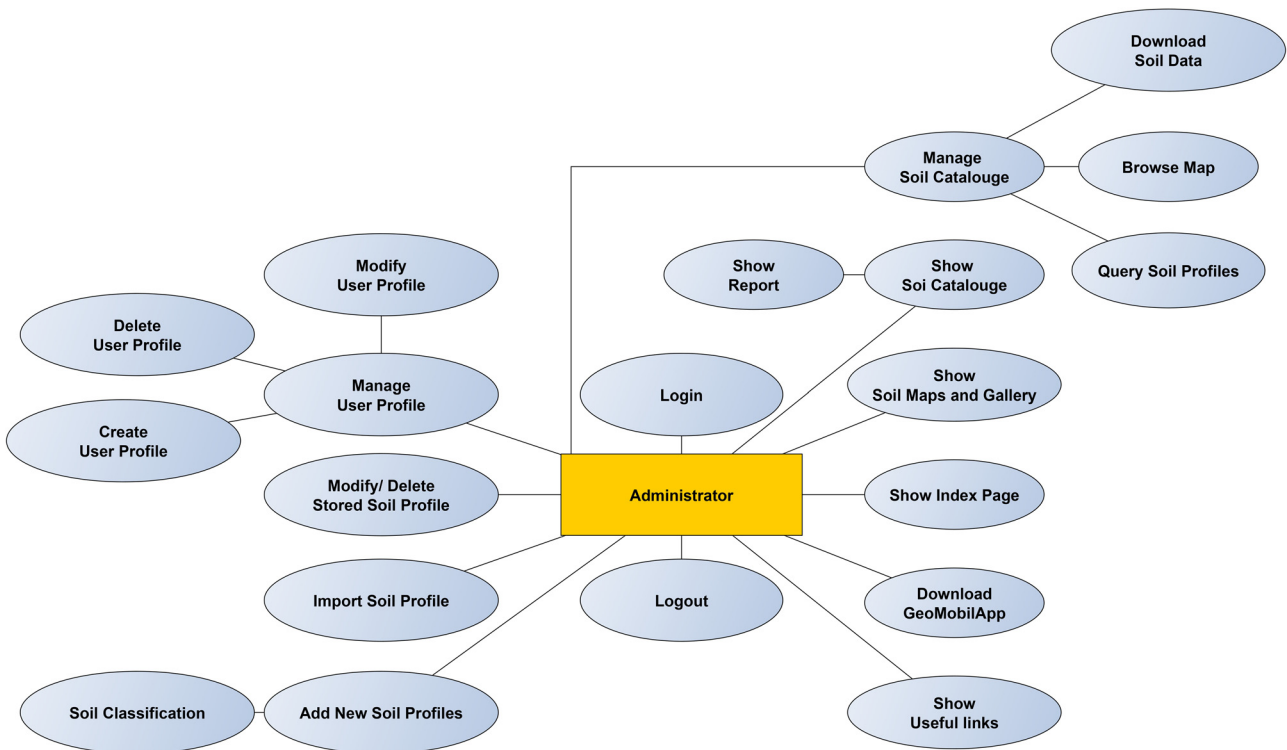 Download
Soil Data
Manage
Soil Catalouge
Browse Map
Query Soil Profiles
Show
Report
Show
Soi Catalouge
Modify
User Profile
Delete
User Profile
Manage
User Profile
Create
User Profile
Login
Show
Soil Maps and Gallery
Modify/ Delete
Stored Soil Profile
Administrator
Show Index Page
Import Soil Profile
Logout
Download
GeoMobilApp
Soil Classification
Add New Soil Profiles
Show
Useful links